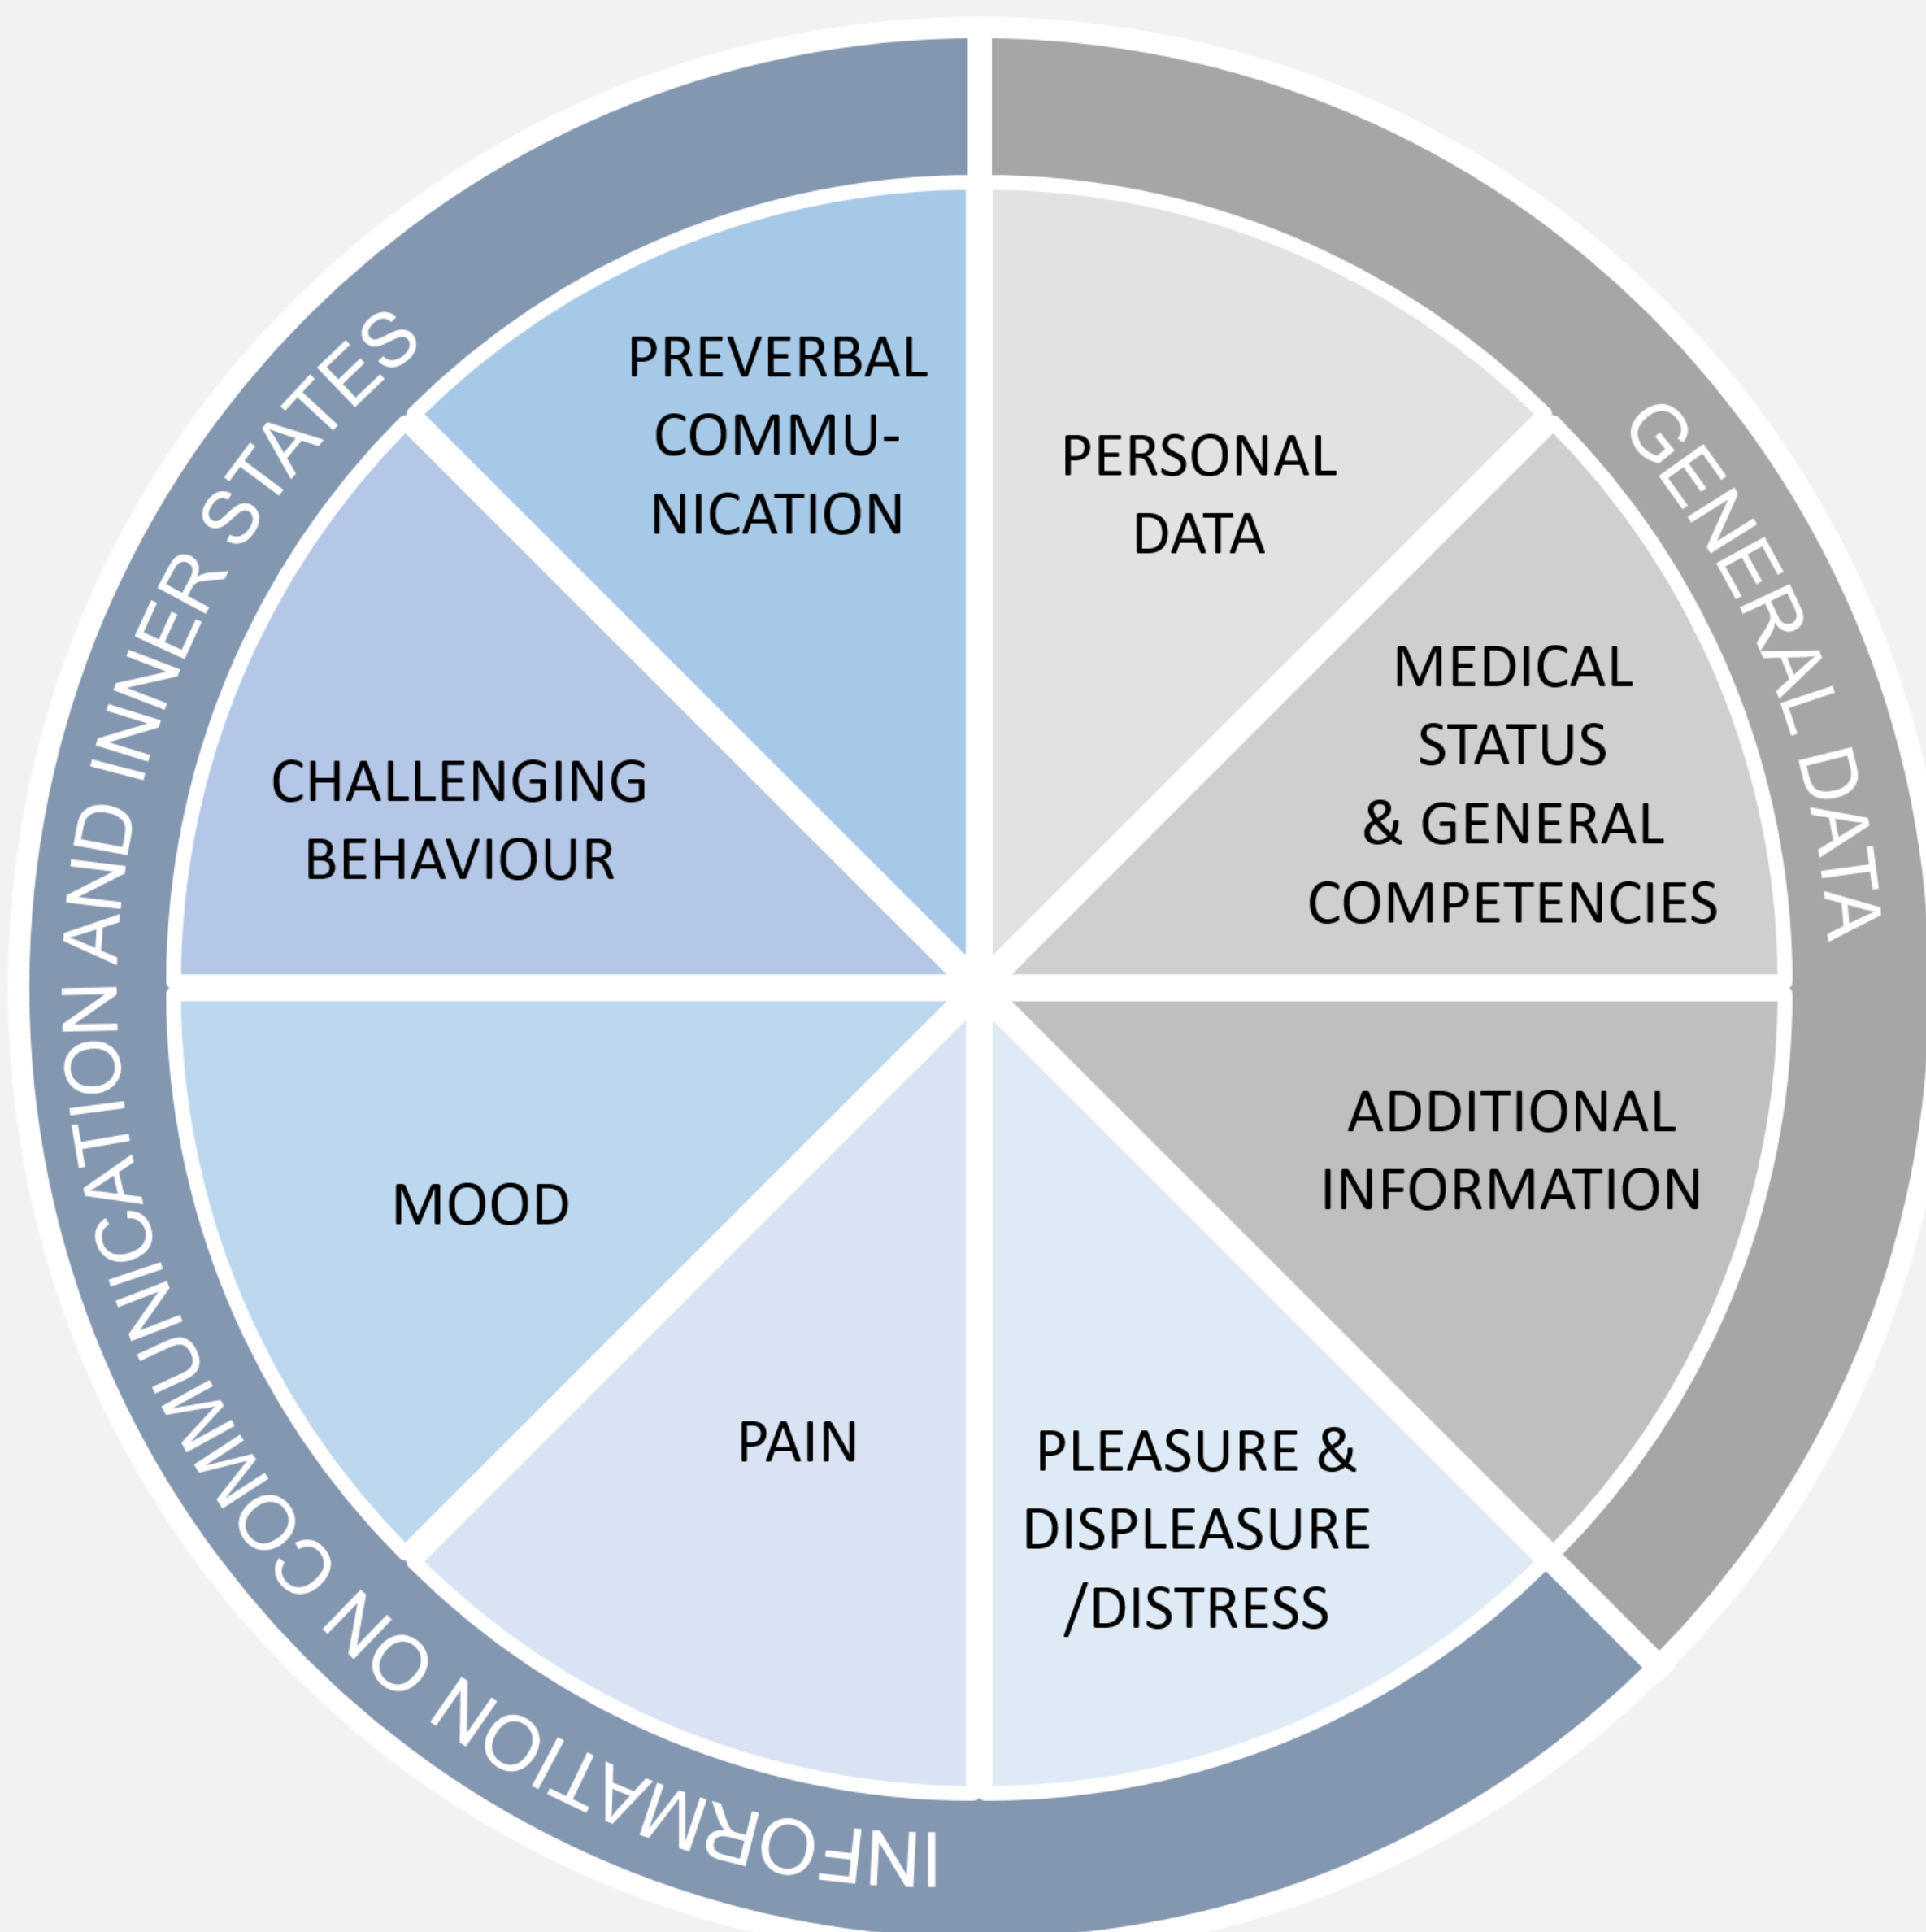 PREVERBAL
COMMU-
NICATION
PERSONAL
DATA
MEDICAL
STATUS
& GENERAL
COMPETENCIES
ADDITIONAL
INFORMATION
PLEASURE &
DISPLEASURE
/DISTRESS
PAIN
MOOD
CHALLENGING
BEHAVIOUR
GENERAL DATA
INFORMATION ON COMMUNICATION AND INNER STATES